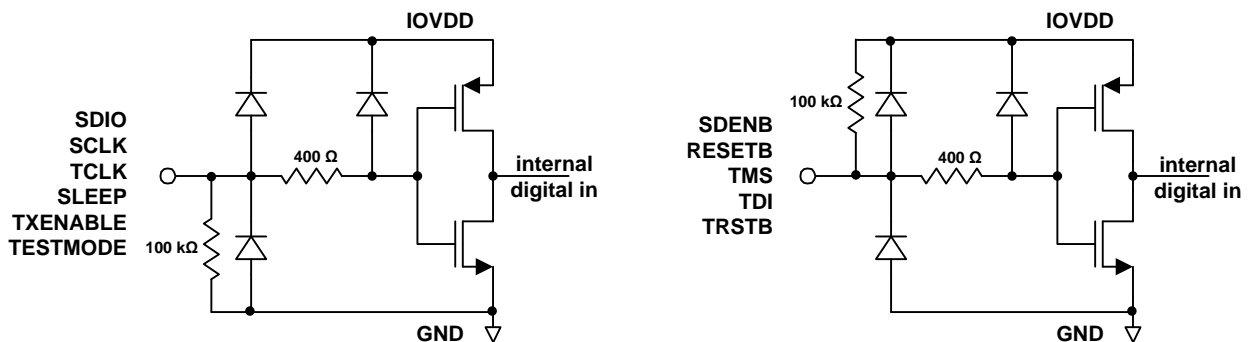 IOVDD
SDIO
SCLK
TCLK
SLEEP
TXENABLE
TESTMODE
400 Ω
100 kΩ
internal
digital in
GND
IOVDD
100 kΩ
SDENB
RESETB
TMS
TDI
TRSTB
400 Ω
internal
digital in
GND